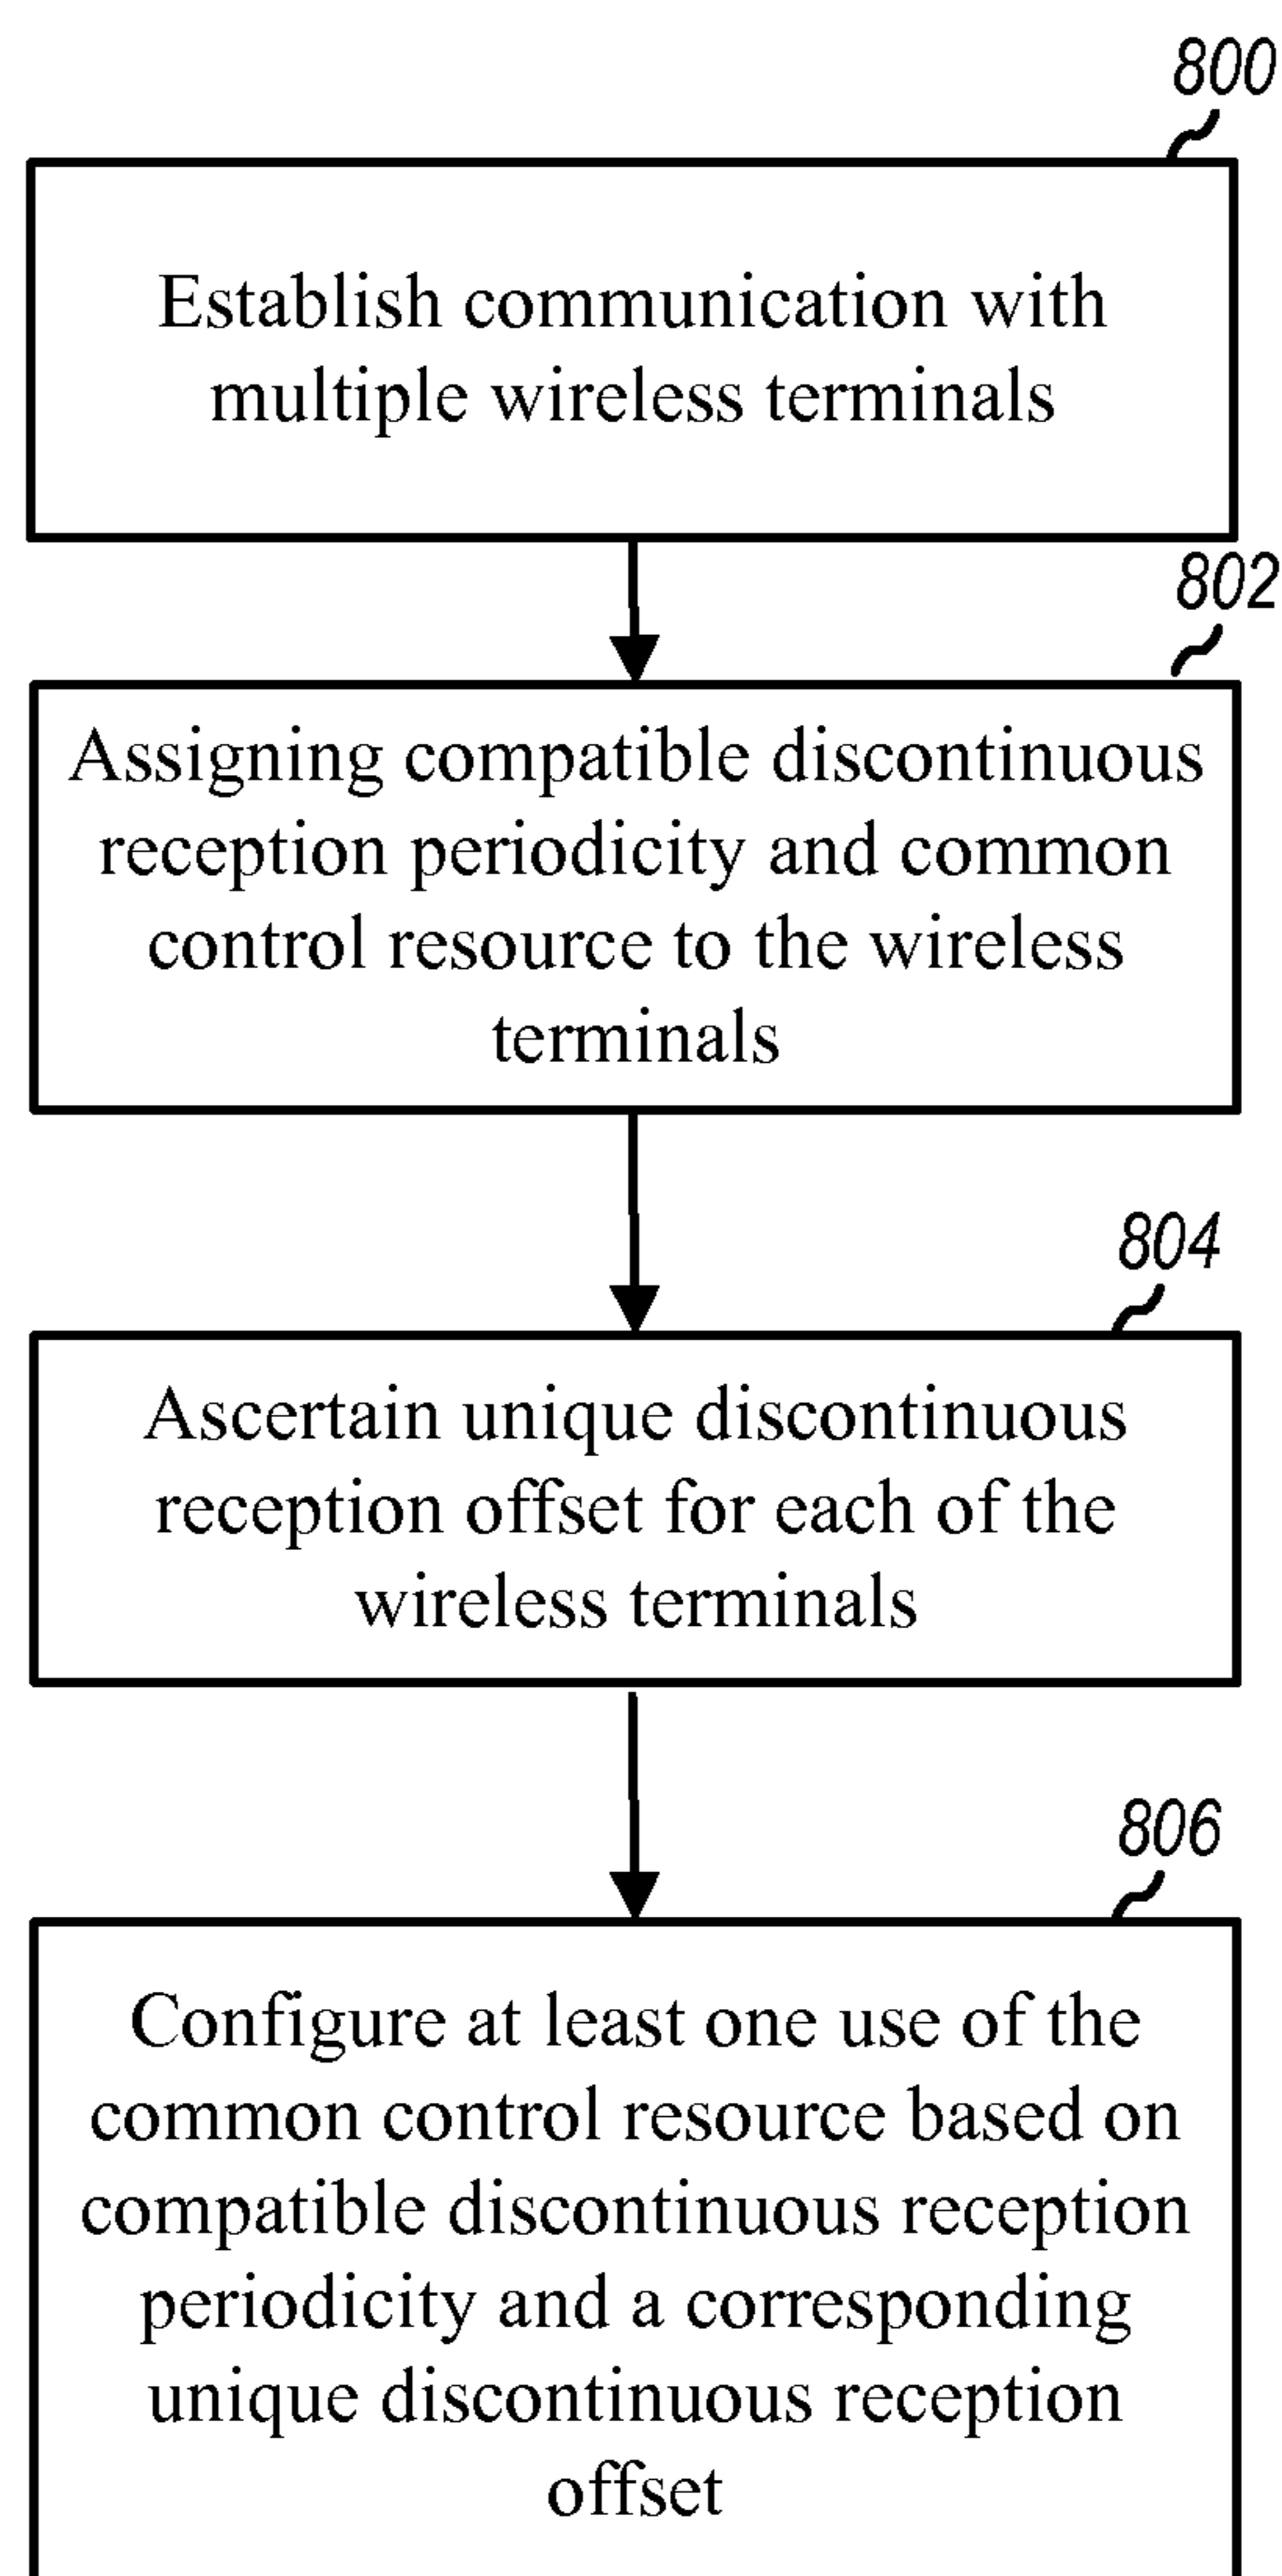 800
Establish communication with
multiple wireless terminals
802
Assigning compatible discontinuous
reception periodicity and common
control resource to the wireless
terminals
804
Ascertain unique discontinuous
reception offset for each of the
wireless terminals
806
Configure at least one use of the
common control resource based on
compatible discontinuous reception
periodicity and a corresponding
unique discontinuous reception
offset